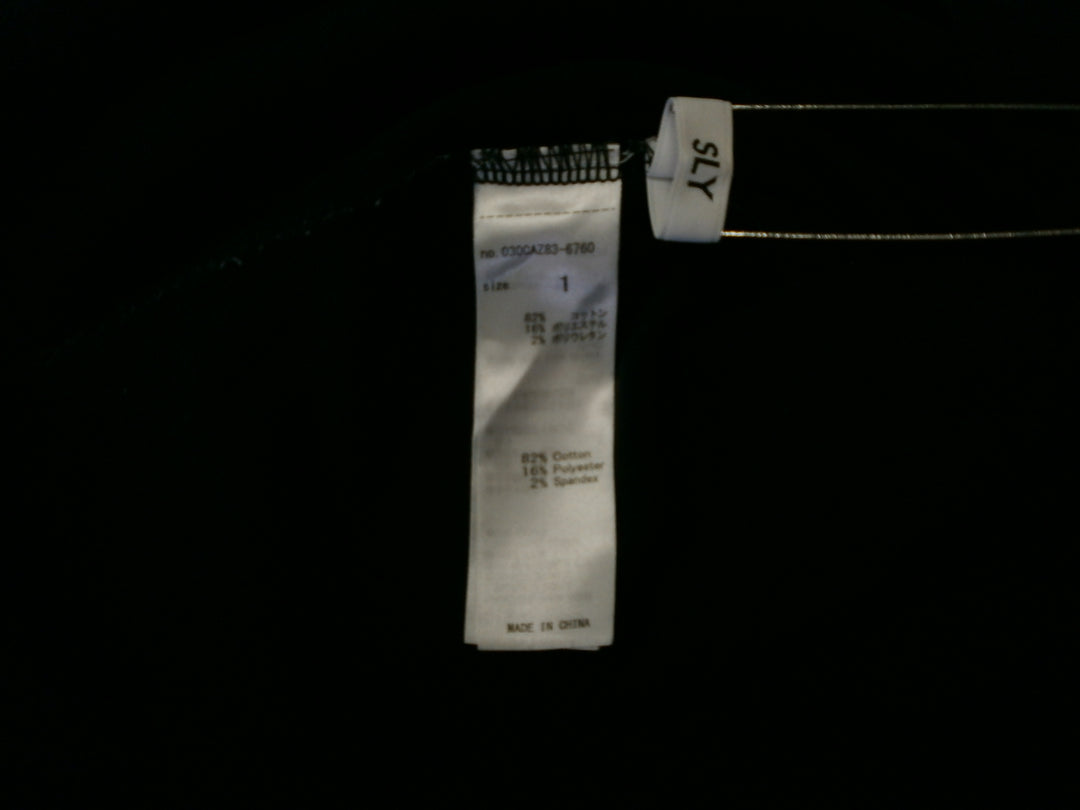 SLY
no. 030CAZ83-6760
SIZE 1
82% コットン
16% ポリエステル
2% ポリウレタン
82% Cotton
16% Polyester
2% Spandex
MADE IN CHINA